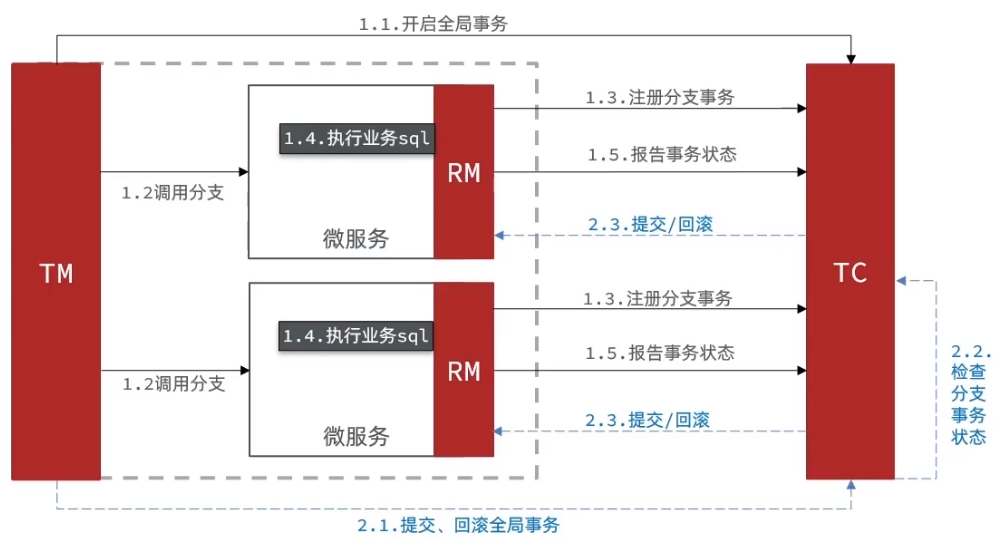 1.1.开启全局事务
1.3.注册分支事务
1.4.执行业务sql
1.5.报告事务状态
RM
1.2调用分支
2.3.提交/回滚
微服务
TM
TC
1.3.注册分支事务
1.4.执行业务sql
1.5.报告事务状态
2.2.
检查
分支
事务
状态
RM
1.2调用分支
2.3.提交/回滚
微服务
2.1.提交、回滚全局事务